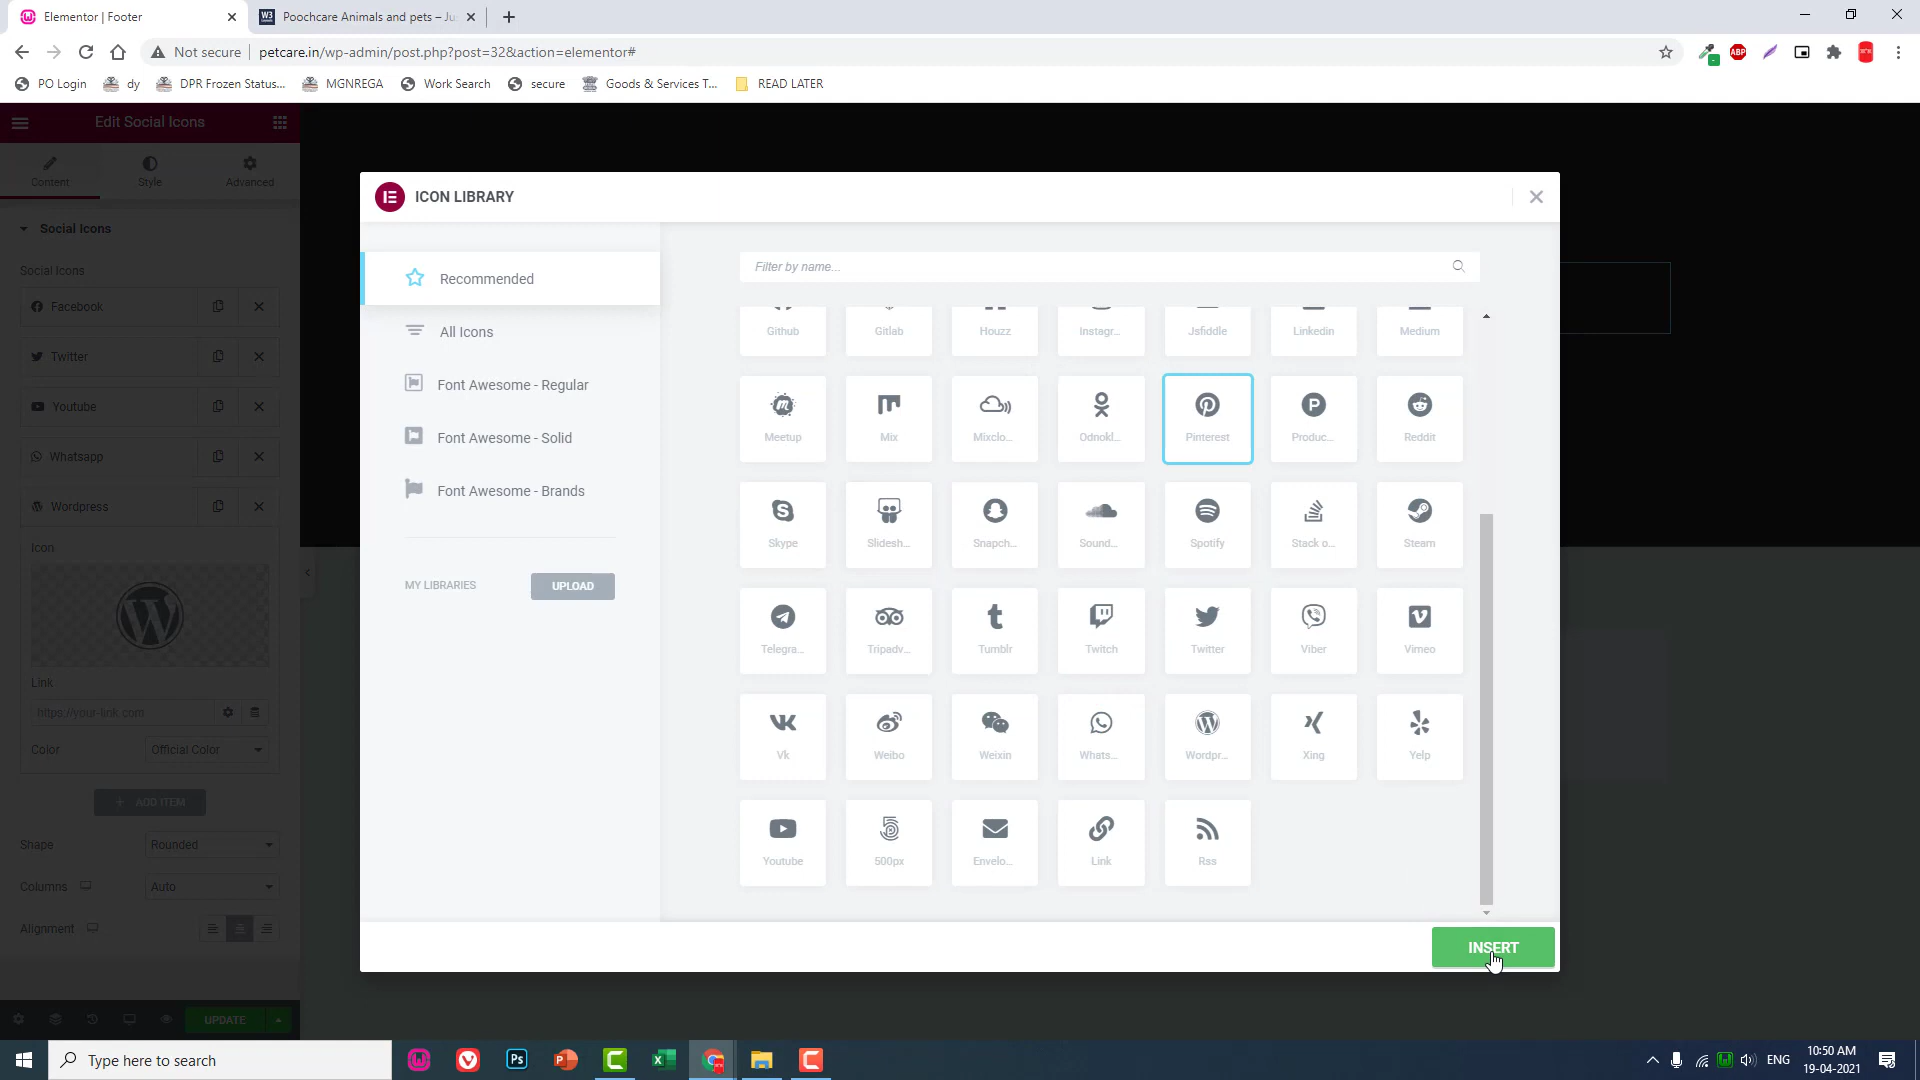 Elementor | Footer
Poochcare Animals and pets – Ju
Not secure
petcare.in/wp-admin/post.php?post=32&action=elementor#
PO Login
dy
DPR Frozen Status...
MGNREGA
Work Search
secure
Goods & Services T...
READ LATER
Edit Social Icons
Content
Style
Advanced
Social Icons
Social Icons
Facebook
Twitter
Youtube
Whatsapp
Wordpress
Icon
Link
https://your-link.com
Color
Official Color
ADD ITEM
Shape
Rounded
Columns
Auto
Alignment
UPDATE
ICON LIBRARY
Recommended
All Icons
Font Awesome - Regular
Font Awesome - Solid
Font Awesome - Brands
MY LIBRARIES
UPLOAD
Filter by name...
Github
Gitlab
Houzz
Instagr...
Jsfiddle
Linkedin
Medium
Meetup
Mix
Mixclo...
Odnokl...
Pinterest
Produc...
Reddit
Skype
Slidesh...
Snapch...
Sound...
Spotify
Stack o...
Steam
Telegra...
Tripadv...
Tumblr
Twitch
Twitter
Viber
Vimeo
Vk
Weibo
Weixin
Whats...
Wordpr...
Xing
Yelp
Youtube
500px
Envelo...
Link
Rss
INSERT
Type here to search
ENG
10:50 AM
19-04-2021